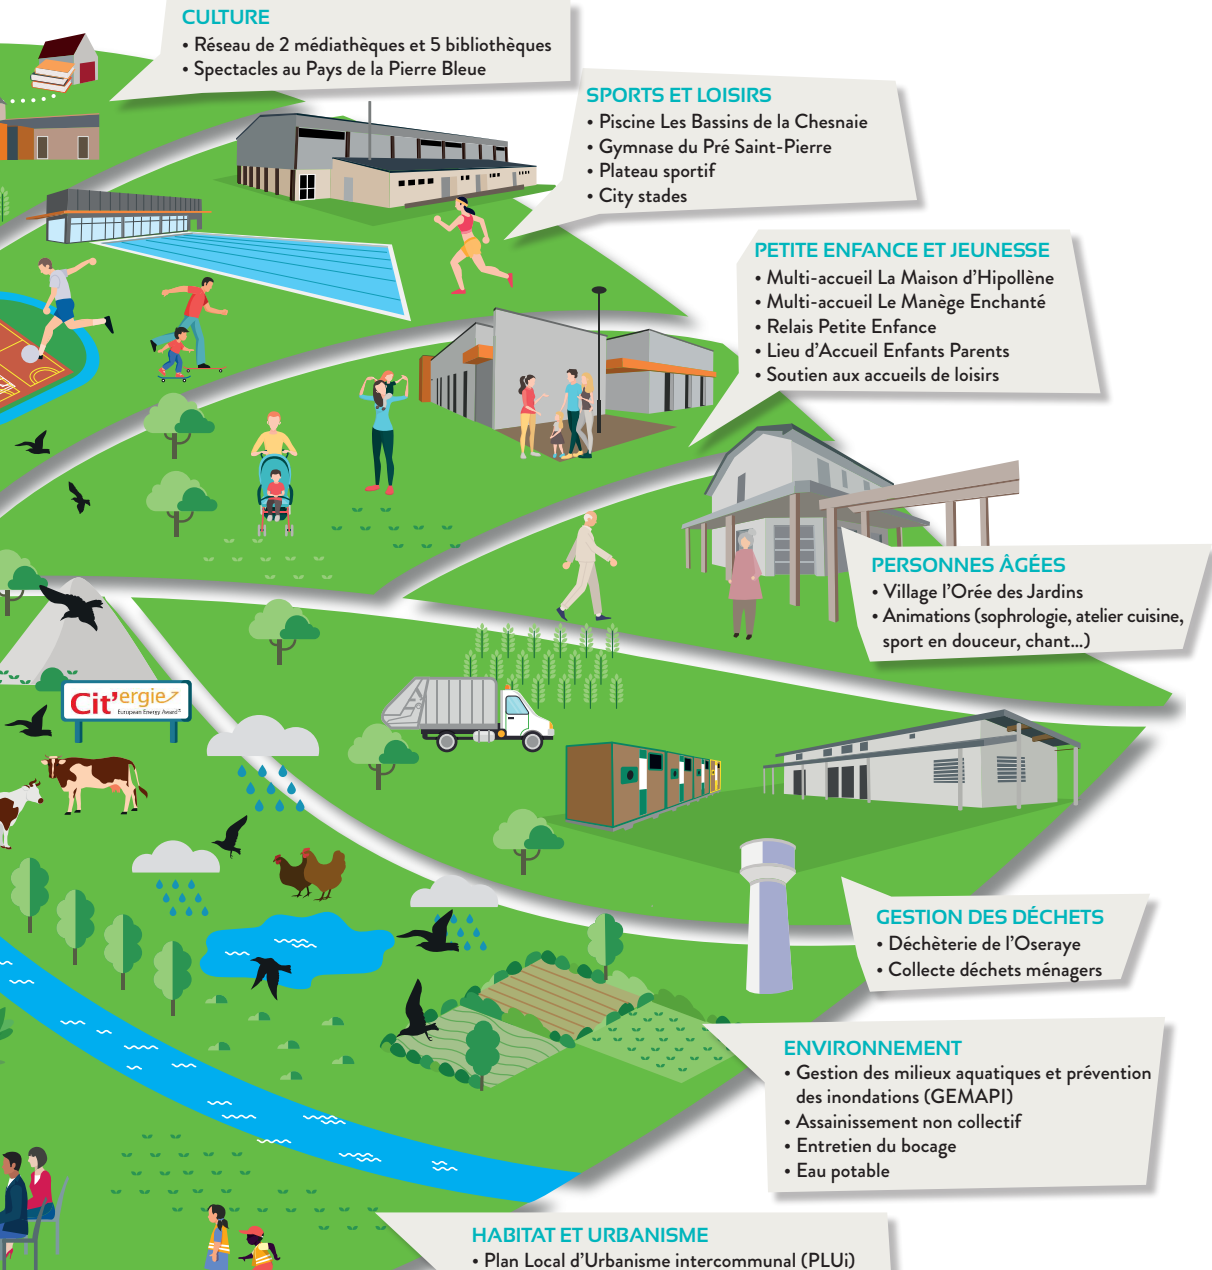 CULTURE
• Réseau de 2 médiathèques et 5 bibliothèques
• Spectacles au Pays de la Pierre Bleue
SPORTS ET LOISIRS
• Piscine Les Bassins de la Chesnaie
• Gymnase du Pré Saint-Pierre
• Plateau sportif
• City stades
PETITE ENFANCE ET JEUNESSE
• Multi-accueil La Maison d’Hipollène
• Multi-accueil Le Manège Enchanté
• Relais Petite Enfance
• Lieu d’Accueil Enfants Parents
• Soutien aux accueils de loisirs
PERSONNES ÂGÉES
• Village l’Orée des Jardins
• Animations (sophrologie, atelier cuisine,
sport en douceur, chant...)
Cit’ergie
European Energy Award
GESTION DES DÉCHETS
• Déchèterie de l’Oseraye
• Collecte déchets ménagers
ENVIRONNEMENT
• Gestion des milieux aquatiques et prévention
des inondations (GEMAPI)
• Assainissement non collectif
• Entretien du bocage
• Eau potable
HABITAT ET URBANISME
• Plan Local d’Urbanisme intercommunal (PLUi)